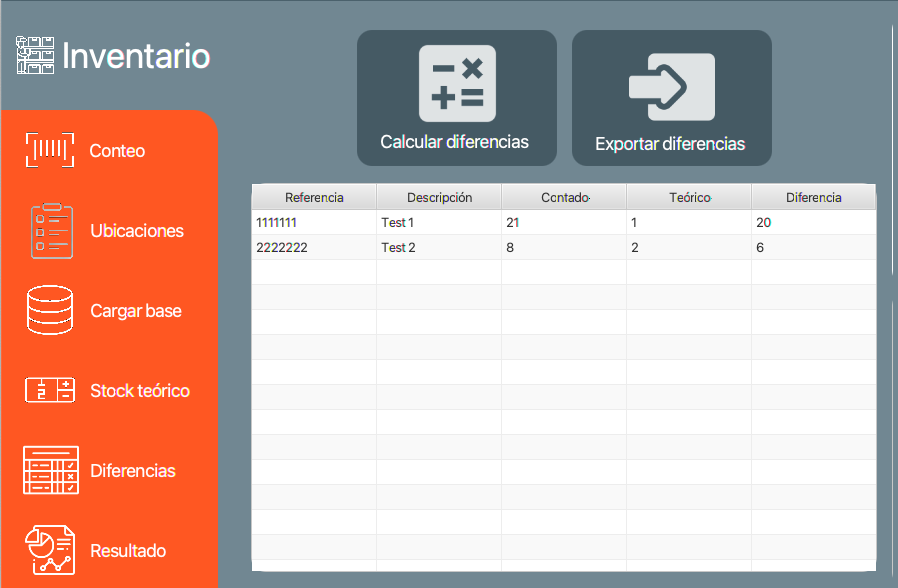 Inventario
Conteo
Ubicaciones
Cargar base
Stock teórico
Diferencias
Resultado
Calcular diferencias
Exportar diferencias
Referencia Descripción Contado Teórico Diferencia
1111111 Test 1 21 1 20
2222222 Test 2 8 2 6